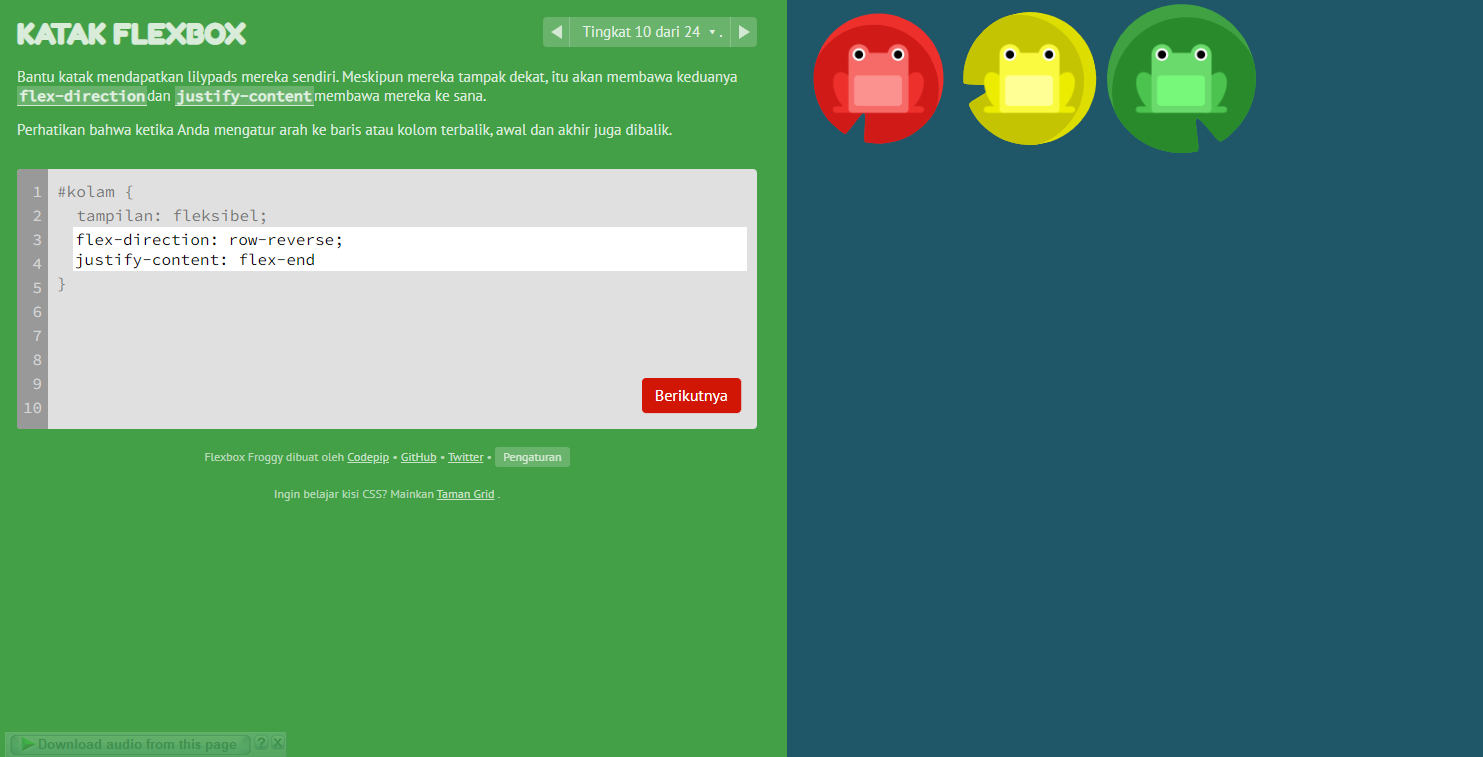 KATAK FLEXBOX
Tingkat 10 dari 24 ▼ .
Bantu katak mendapatkan lilypads mereka sendiri. Meskipun mereka tampak dekat, itu akan membawa keduanya
flex-direction dan justify-content membawa mereka ke sana.
Perhatikan bahwa ketika Anda mengatur arah ke baris atau kolom terbalik, awal dan akhir juga dibalik.
1 #kolam {
2 tampilan: fleksibel;
3 flex-direction: row-reverse;
4 justify-content: flex-end
5 }
6
7
8
9
10
Berikutnya
Flexbox Froggy dibuat oleh Codepip • GitHub • Twitter • Pengaturan
Ingin belajar kisi CSS? Mainkan Taman Grid .
Download audio from this page ? X